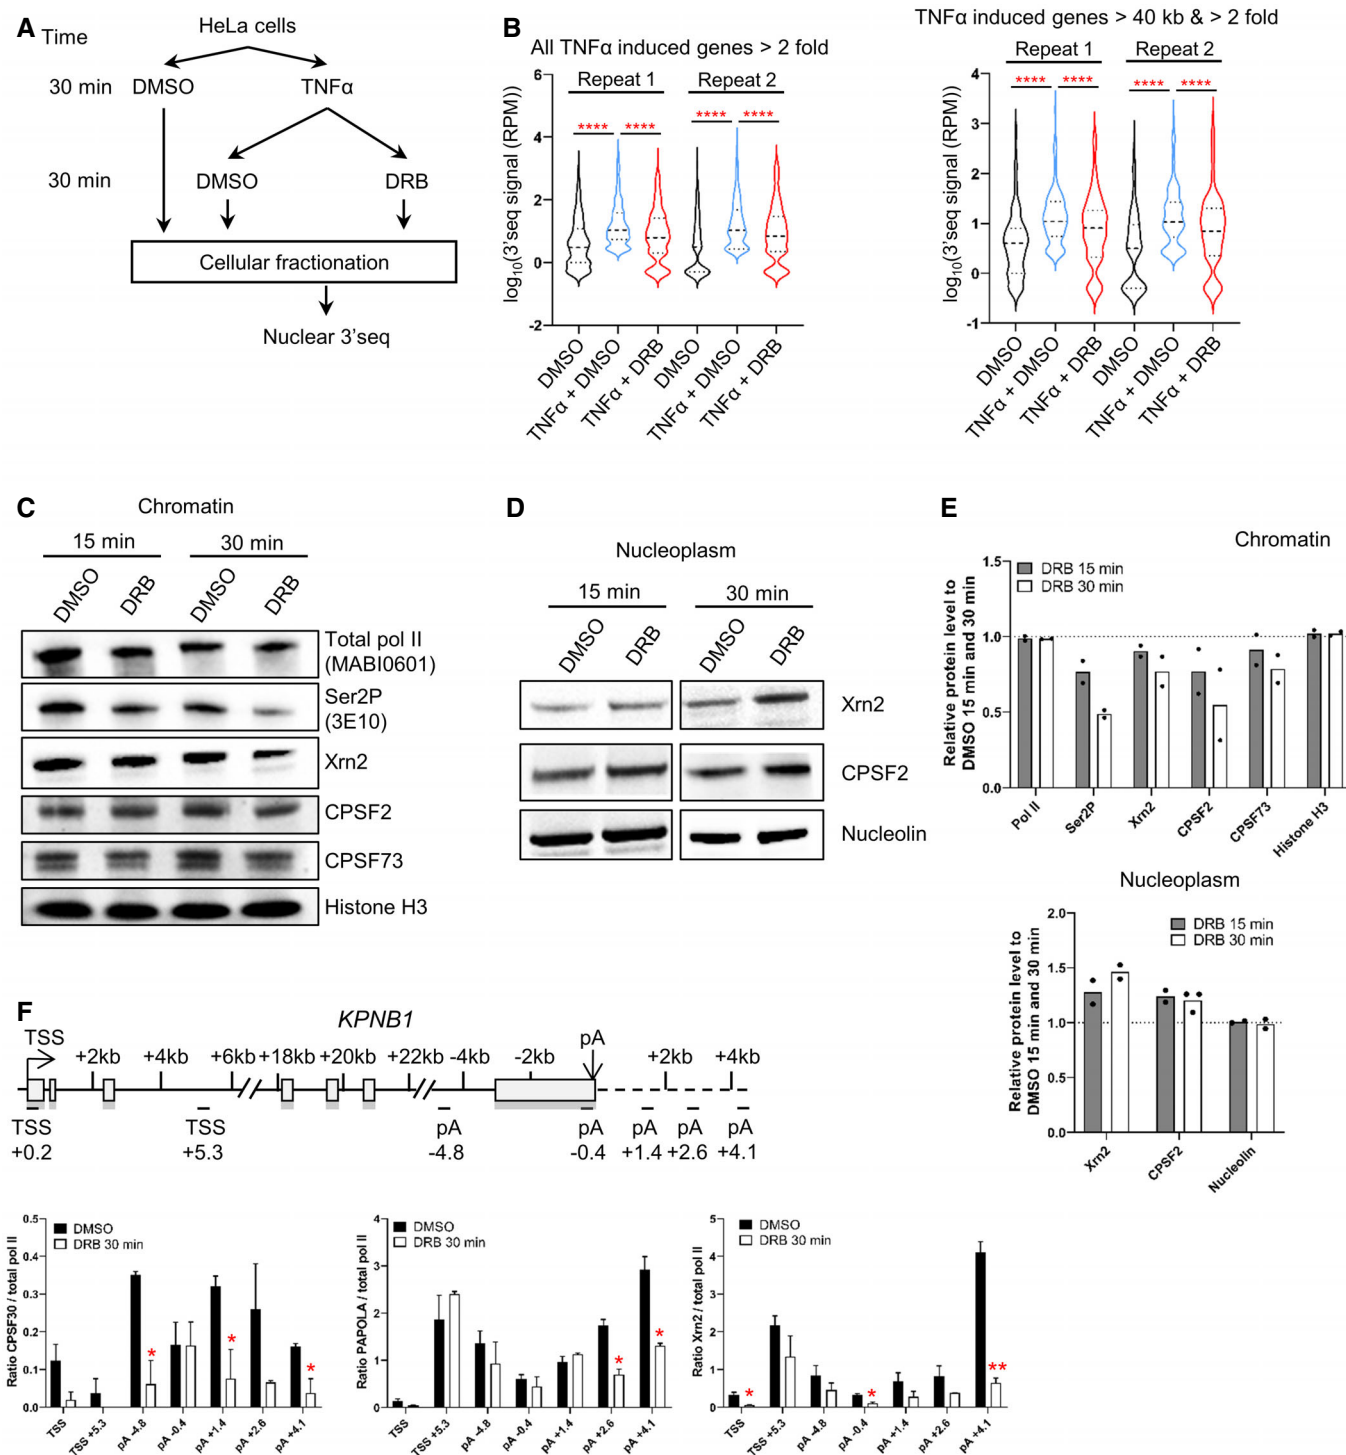 A
Time
HeLa cells
30 min
DMSO
TNFα
30 min
DMSO
DRB
Cellular fractionation
Nuclear 3'seq
B
All TNFα induced genes > 2 fold
Repeat 1
Repeat 2
**** **** **** ****
log10(3'seq signal (RPM))
6
4
2
0
-2
DMSO
TNFα + DMSO
TNFα + DRB
DMSO
TNFα + DMSO
TNFα + DRB
TNFα induced genes > 40 kb & > 2 fold
Repeat 1
Repeat 2
**** **** **** ****
log10(3'seq signal (RPM))
4
3
2
1
0
-1
DMSO
TNFα + DMSO
TNFα + DRB
DMSO
TNFα + DMSO
TNFα + DRB
C
Chromatin
15 min
30 min
DMSO
DRB
DMSO
DRB
Total pol II
(MABI0601)
Ser2P
(3E10)
Xrn2
CPSF2
CPSF73
Histone H3
D
Nucleoplasm
15 min
30 min
DMSO
DRB
DMSO
DRB
Xrn2
CPSF2
Nucleolin
E
Chromatin
Relative protein level to
DMSO 15 min and 30 min
1.5
1.0
0.5
0.0
DRB 15 min
DRB 30 min
Pol II
Ser2P
Xrn2
CPSF2
CPSF73
Histone H3
Nucleoplasm
Relative protein level to
DMSO 15 min and 30 min
2.0
1.5
1.0
0.5
0.0
DRB 15 min
DRB 30 min
Xrn2
CPSF2
Nucleolin
F
KPNB1
TSS
+2kb
+4kb
+6kb
+18kb
+20kb
+22kb
-4kb
-2kb
pA
+2kb
+4kb
TSS
+0.2
TSS
+5.3
pA
-4.8
pA
-0.4
pA
+1.4
pA
+2.6
pA
+4.1
Ratio CPSF30 / total pol II
0.5
0.4
0.3
0.2
0.1
0.0
DMSO
DRB 30 min
* * *
TSS
TSS +5.3
pA -4.8
pA -0.4
pA +1.4
pA +2.6
pA +4.1
Ratio PAPOLA / total pol II
4
3
2
1
0
DMSO
DRB 30 min
* *
TSS
TSS +5.3
pA -4.8
pA -0.4
pA +1.4
pA +2.6
pA +4.1
Ratio Xrn2 / total pol II
5
4
3
2
1
0
DMSO
DRB 30 min
* * **
TSS
TSS +5.3
pA -4.8
pA -0.4
pA +1.4
pA +2.6
pA +4.1